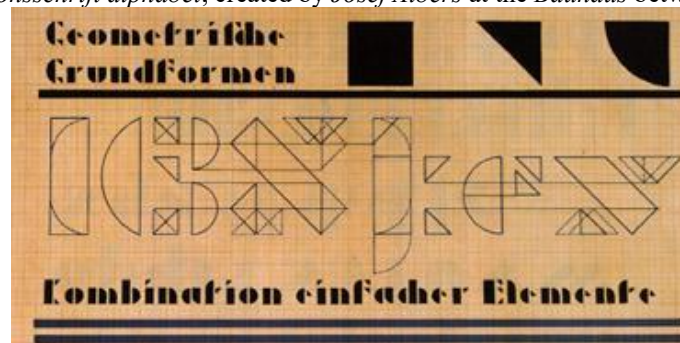 alphabet, created by Josef Albers at the Bauhaus
Geometriſche
Grundformen
Kombination einfacher Elemente